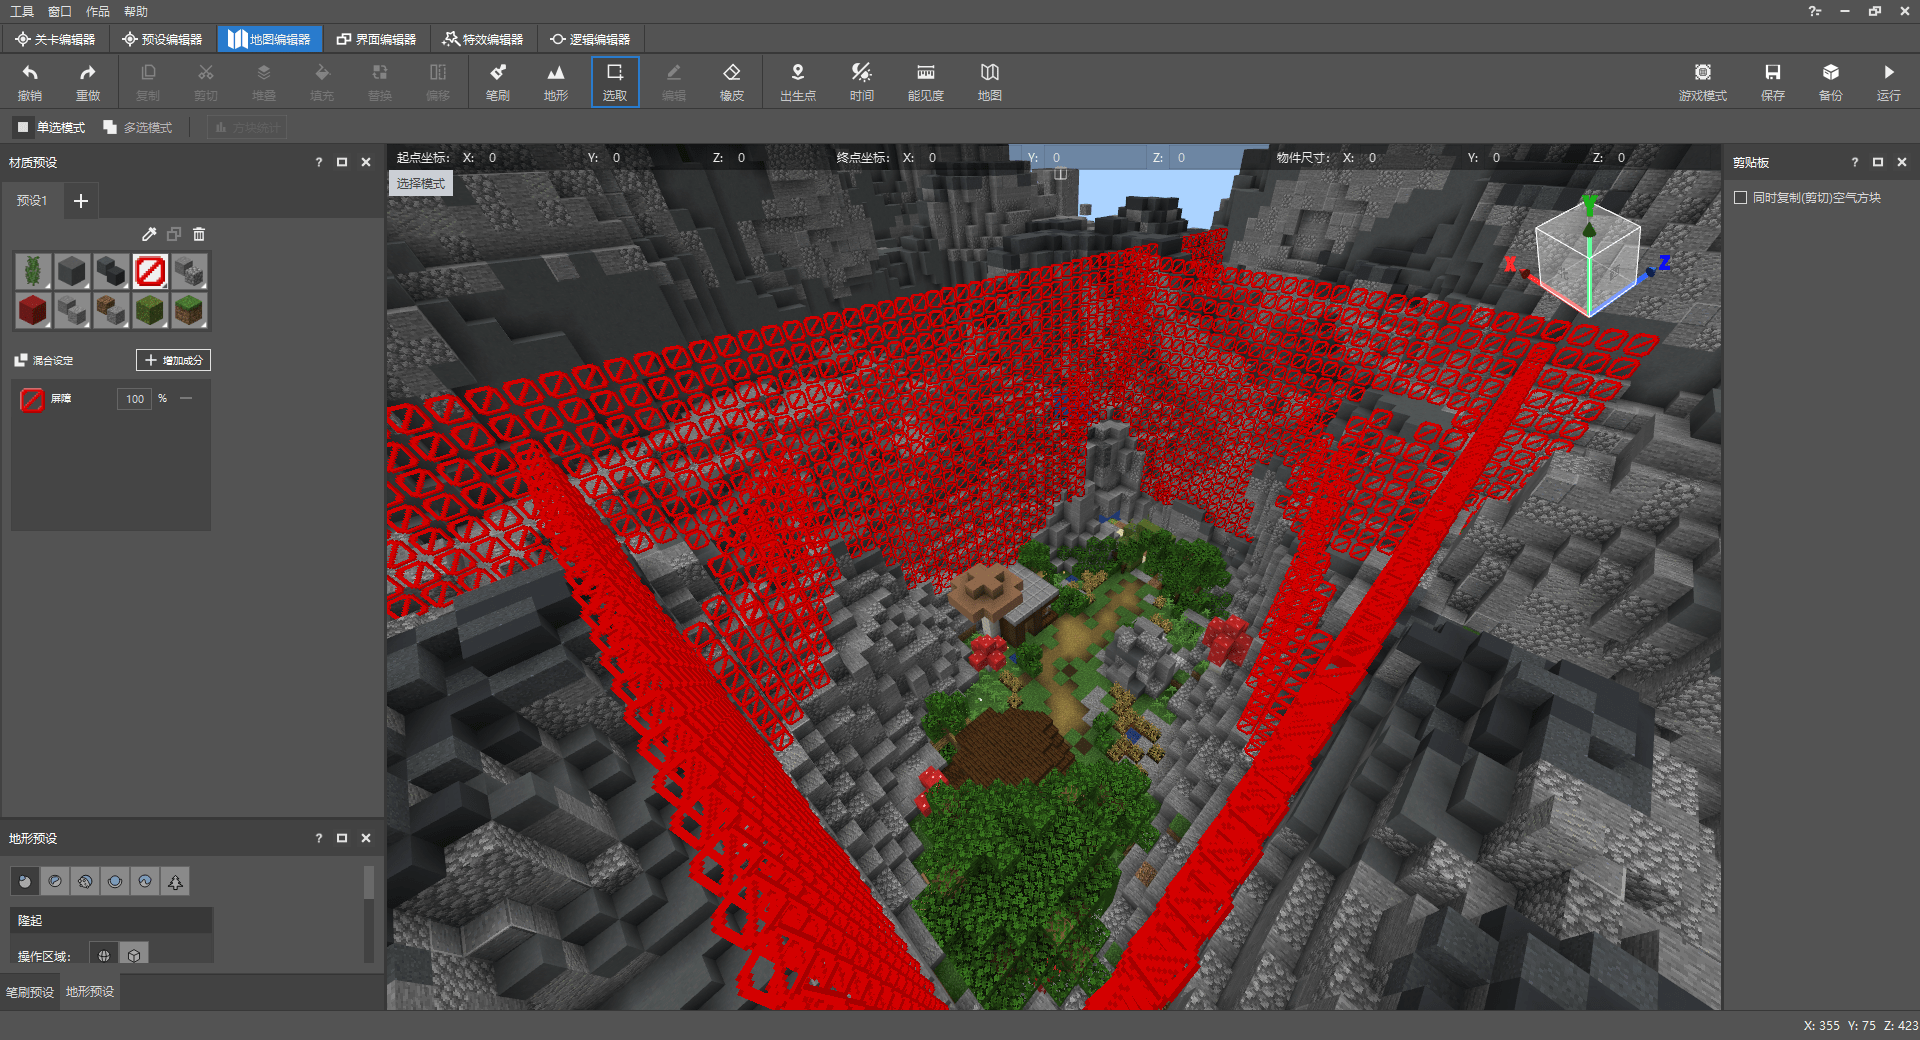 工具 窗口 作品 帮助
关卡编辑器 预设编辑器 地图编辑器 界面编辑器 特效编辑器 逻辑编辑器
撤销 重做 复制 剪切 堆叠 填充 替换 偏移 笔刷 地形 选取 编辑 橡皮 出生点 时间 能见度 地图 游戏模式 保存 备份 运行
单选模式 多选模式 方块统计
材质预设 ?
起点坐标: X: 0 Y: 0 Z: 0 终点坐标: X: 0 Y: 0 Z: 0 物件尺寸: X: 0 Y: 0 Z: 0
剪贴板 ?
选择模式
同时复制(剪切)空气方块
预设1 +
Y
X
Z
混合设定 + 增加成分
屏障 100 %
地形预设 ?
隆起
操作区域:
笔刷预设 地形预设
X: 355 Y: 75 Z: 423